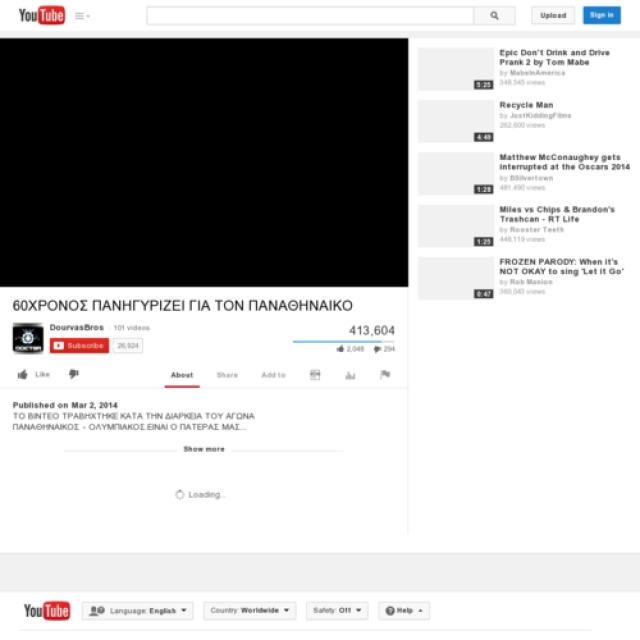 YouTube
Upload
Sign in
5:25
Epic Don't Drink and Drive
Prank 2 by Tom Mabe
by MabeInAmerica
348,545 views
4:40
Recycle Man
by JustKiddingFilms
262,600 views
1:20
Matthew McConaughey gets
interrupted at the Oscars 2014
by BSilvertown
481,490 views
1:25
Miles vs Chips & Brandon's
Trashcan - RT Life
by Rooster Teeth
448,119 views
0:47
FROZEN PARODY: When it's
NOT OKAY to sing 'Let it Go'
by Rob Manion
360,040 views
60ΧΡΟΝΟΣ ΠΑΝΗΓΥΡΙΖΕΙ ΓΙΑ ΤΟΝ ΠΑΝΑΘΗΝΑΙΚΟ
DOCTOR
DourvasBros · 101 videos
Subscribe 26,924
413,604
2,048 294
Like
About Share Add to
Published on Mar 2, 2014
ΤΟ ΒΙΝΤΕΟ ΤΡΑΒΗΧΤΗΚΕ ΚΑΤΑ ΤΗΝ ΔΙΑΡΚΕΙΑ ΤΟΥ ΑΓΩΝΑ
ΠΑΝΑΘΗΝΑΙΚΟΣ - ΟΛΥΜΠΙΑΚΟΣ.ΕΙΝΑΙ Ο ΠΑΤΕΡΑΣ ΜΑΣ...
Show more
Loading...
YouTube
Language: English
Country: Worldwide
Safety: Off
Help